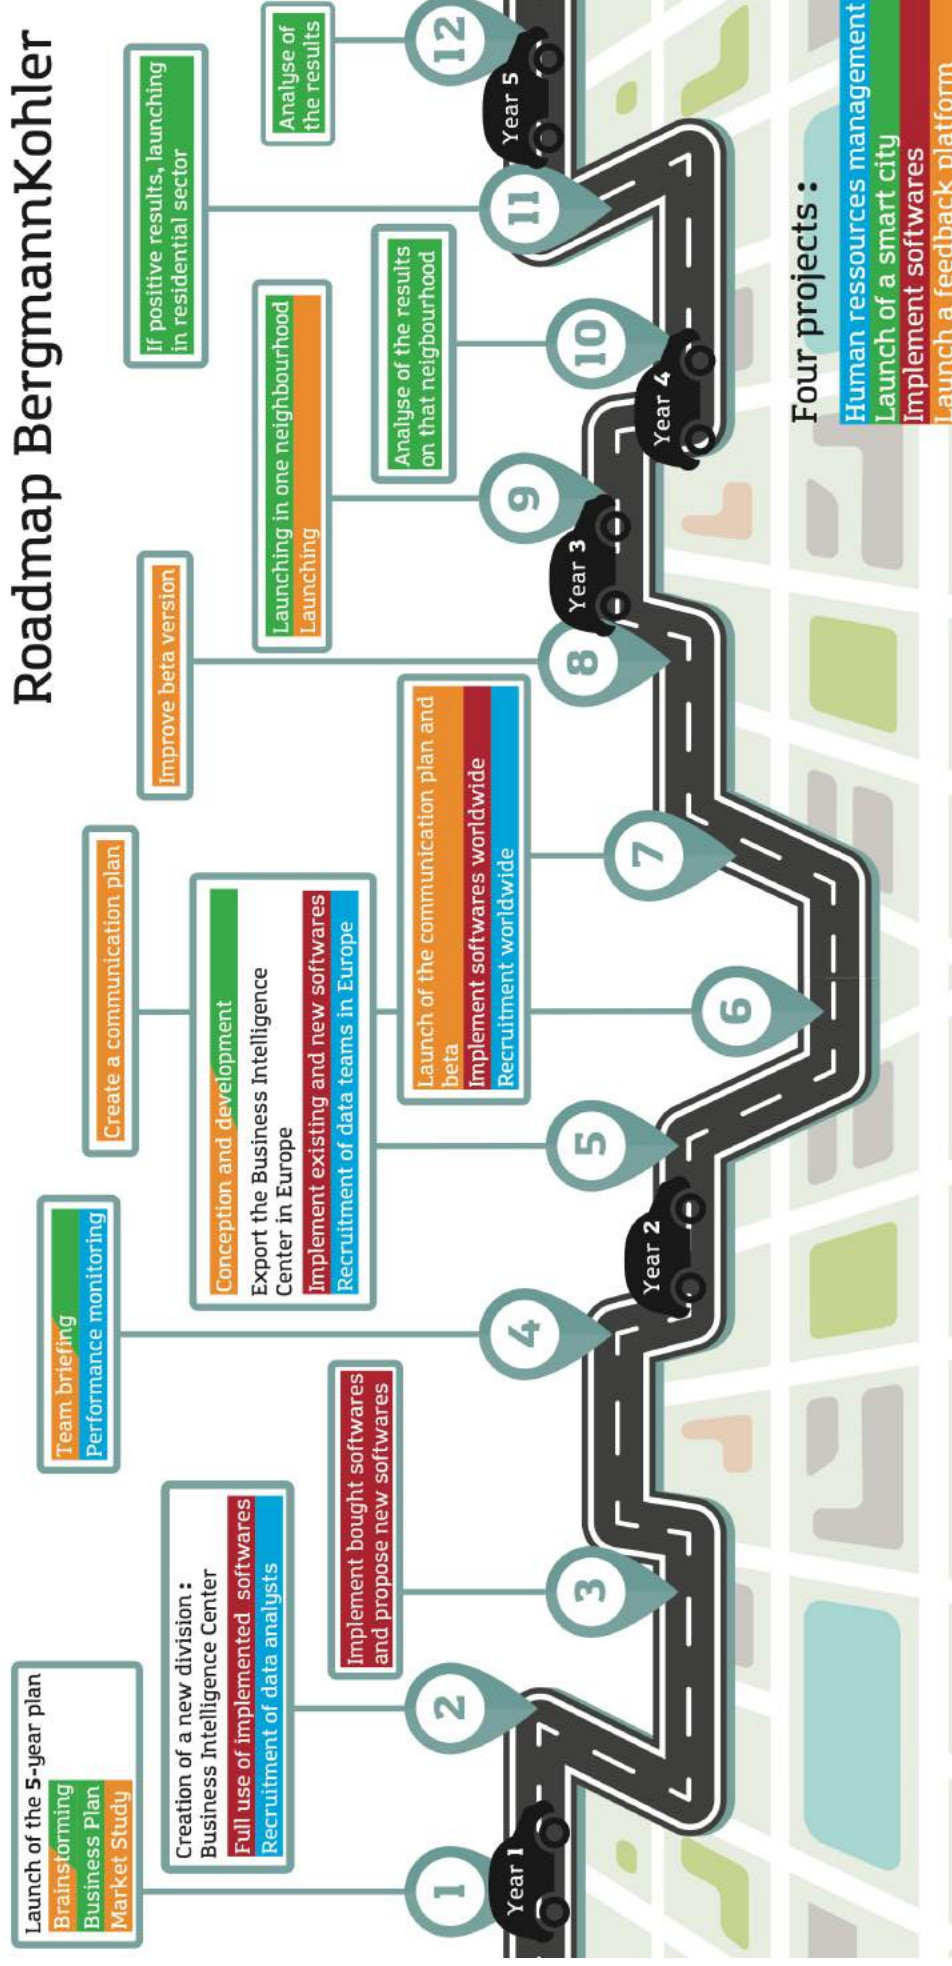 Roadmap BergmannKohler
Launch of the 5-year plan
Brainstorming
Business Plan
Market Study
Creation of a new division :
Business Intelligence Center
Full use of implemented softwares
Recruitment of data analysts
Implement bought softwares
and propose new softwares
Team briefing
Performance monitoring
Conception and development
Export the Business Intelligence
Center in Europe
Implement existing and new softwares
Recruitment of data teams in Europe
Create a communication plan
Launch of the communication plan and
beta
Implement softwares worldwide
Recruitment worldwide
Improve beta version
Launching in one neighbourhood
Launching
Analyse of the results
on that neigbourhood
If positive results, launching
in residential sector
Analyse of
the results
1
2
3
4
5
6
7
8
9
10
11
12
Year 1
Year 2
Year 3
Year 4
Year 5
Four projects :
Human ressources management
Launch of a smart city
Implement softwares
Launch a feedback platform